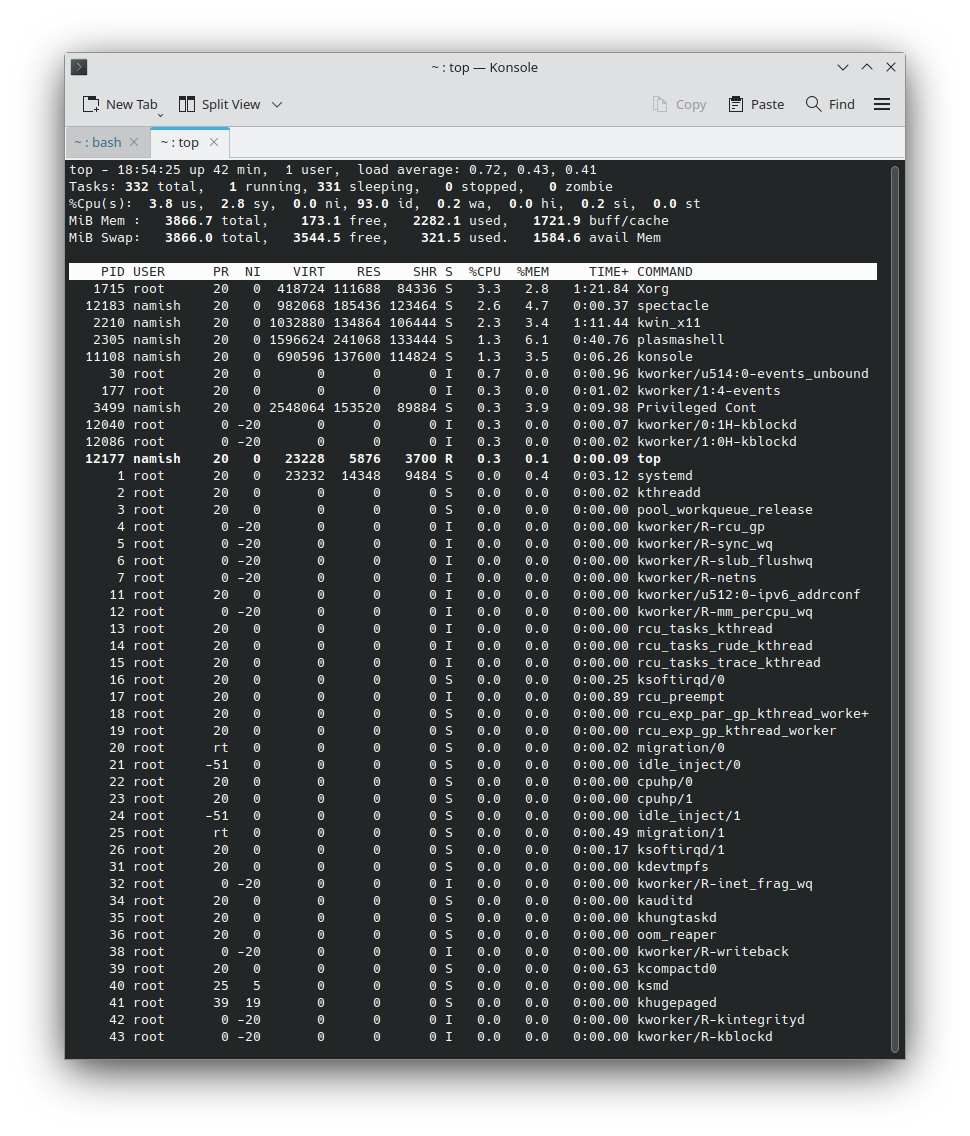 ~ : top — Konsole
New Tab Split View Copy Paste Find
~ : bash ~ : top
top - 18:54:25 up 42 min,  1 user,  load average: 0.72, 0.43, 0.41
Tasks: 332 total,   1 running, 331 sleeping,   0 stopped,   0 zombie
%Cpu(s):  3.8 us,  2.8 sy,  0.0 ni, 93.0 id,  0.2 wa,  0.0 hi,  0.2 si,  0.0 st
MiB Mem :   3866.7 total,    173.1 free,   2282.1 used,   1721.9 buff/cache
MiB Swap:   3866.0 total,   3544.5 free,    321.5 used.   1584.6 avail Mem
PID USER      PR  NI    VIRT    RES    SHR S  %CPU  %MEM     TIME+ COMMAND
1715 root      20   0  418724 111688  84336 S   3.3   2.8   1:21.84 Xorg
12183 namish    20   0  982068 185436 123464 S   2.6   4.7   0:00.37 spectacle
2210 namish    20   0 1032880 134864 106444 S   2.3   3.4   1:11.44 kwin_x11
2305 namish    20   0 1596624 241068 133444 S   1.3   6.1   0:40.76 plasmashell
11108 namish    20   0  690596 137600 114824 S   1.3   3.5   0:06.26 konsole
30 root      20   0       0      0      0 I   0.7   0.0   0:00.96 kworker/u514:0-events_unbound
177 root      20   0       0      0      0 I   0.3   0.0   0:01.02 kworker/1:4-events
3499 namish    20   0 2548064 153520  89884 S   0.3   3.9   0:09.98 Privileged Cont
12040 root       0 -20       0      0      0 I   0.3   0.0   0:00.07 kworker/0:1H-kblockd
12086 root       0 -20       0      0      0 I   0.3   0.0   0:00.02 kworker/1:0H-kblockd
12177 namish    20   0   23228   5876   3700 R   0.3   0.1   0:00.09 top
1 root      20   0   23232  14348   9484 S   0.0   0.4   0:03.12 systemd
2 root      20   0       0      0      0 S   0.0   0.0   0:00.02 kthreadd
3 root      20   0       0      0      0 S   0.0   0.0   0:00.00 pool_workqueue_release
4 root       0 -20       0      0      0 I   0.0   0.0   0:00.00 kworker/R-rcu_gp
5 root       0 -20       0      0      0 I   0.0   0.0   0:00.00 kworker/R-sync_wq
6 root       0 -20       0      0      0 I   0.0   0.0   0:00.00 kworker/R-slub_flushwq
7 root       0 -20       0      0      0 I   0.0   0.0   0:00.00 kworker/R-netns
11 root      20   0       0      0      0 I   0.0   0.0   0:00.00 kworker/u512:0-ipv6_addrconf
12 root       0 -20       0      0      0 I   0.0   0.0   0:00.00 kworker/R-mm_percpu_wq
13 root      20   0       0      0      0 I   0.0   0.0   0:00.00 rcu_tasks_kthread
14 root      20   0       0      0      0 I   0.0   0.0   0:00.00 rcu_tasks_rude_kthread
15 root      20   0       0      0      0 I   0.0   0.0   0:00.00 rcu_tasks_trace_kthread
16 root      20   0       0      0      0 S   0.0   0.0   0:00.25 ksoftirqd/0
17 root      20   0       0      0      0 I   0.0   0.0   0:00.89 rcu_preempt
18 root      20   0       0      0      0 S   0.0   0.0   0:00.00 rcu_exp_par_gp_kthread_worke+
19 root      20   0       0      0      0 S   0.0   0.0   0:00.00 rcu_exp_gp_kthread_worker
20 root      rt   0       0      0      0 S   0.0   0.0   0:00.02 migration/0
21 root     -51   0       0      0      0 S   0.0   0.0   0:00.00 idle_inject/0
22 root      20   0       0      0      0 S   0.0   0.0   0:00.00 cpuhp/0
23 root      20   0       0      0      0 S   0.0   0.0   0:00.00 cpuhp/1
24 root     -51   0       0      0      0 S   0.0   0.0   0:00.00 idle_inject/1
25 root      rt   0       0      0      0 S   0.0   0.0   0:00.49 migration/1
26 root      20   0       0      0      0 S   0.0   0.0   0:00.17 ksoftirqd/1
31 root      20   0       0      0      0 S   0.0   0.0   0:00.00 kdevtmpfs
32 root       0 -20       0      0      0 I   0.0   0.0   0:00.00 kworker/R-inet_frag_wq
34 root      20   0       0      0      0 S   0.0   0.0   0:00.00 kauditd
35 root      20   0       0      0      0 S   0.0   0.0   0:00.00 khungtaskd
36 root      20   0       0      0      0 S   0.0   0.0   0:00.00 oom_reaper
38 root       0 -20       0      0      0 I   0.0   0.0   0:00.00 kworker/R-writeback
39 root      20   0       0      0      0 S   0.0   0.0   0:00.63 kcompactd0
40 root      25   5       0      0      0 S   0.0   0.0   0:00.00 ksmd
41 root      39  19       0      0      0 S   0.0   0.0   0:00.00 khugepaged
42 root       0 -20       0      0      0 I   0.0   0.0   0:00.00 kworker/R-kintegrityd
43 root       0 -20       0      0      0 I   0.0   0.0   0:00.00 kworker/R-kblockd